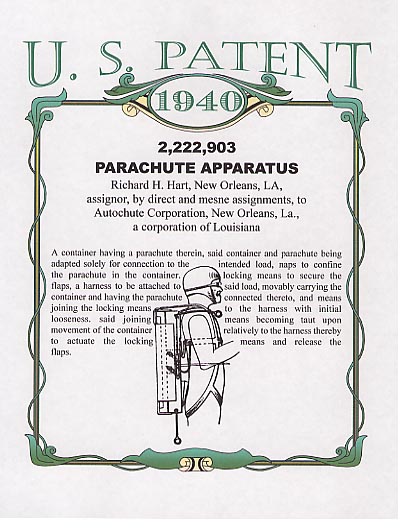 U. S. PATENT
1940
2,222,903
PARACHUTE APPARATUS
Richard H. Hart, New Orleans, LA,
assignor, by direct and mesne assignments, to
Autochute Corporation, New Orleans, La.,
a corporation of Louisiana
A container having a parachute therein, said container and parachute being
adapted solely for connection to the intended load, naps to confine
the parachute in the container. locking means to secure the
flaps, a harness to be attached to said load, movably carrying the
container and having the parachute connected thereto, and means
joining the locking means to the harness with initial
looseness. said joining means becoming taut upon
movement of the container relatively to the harness thereby
to actuate the locking means and release the
flaps.